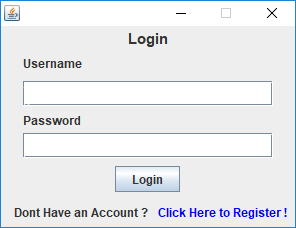 Login
Username
Password
Login
Dont Have an Account ? Click Here to Register !